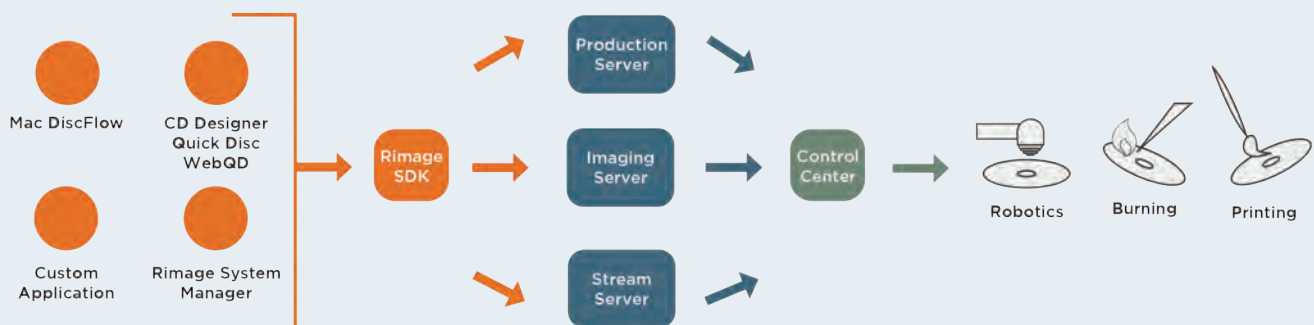 Mac DiscFlow
CD Designer
Quick Disc
WebQD
Custom
Application
Rimage System
Manager
Rimage
SDK
Production
Server
Imaging
Server
Stream
Server
Control
Center
Robotics
Burning
Printing